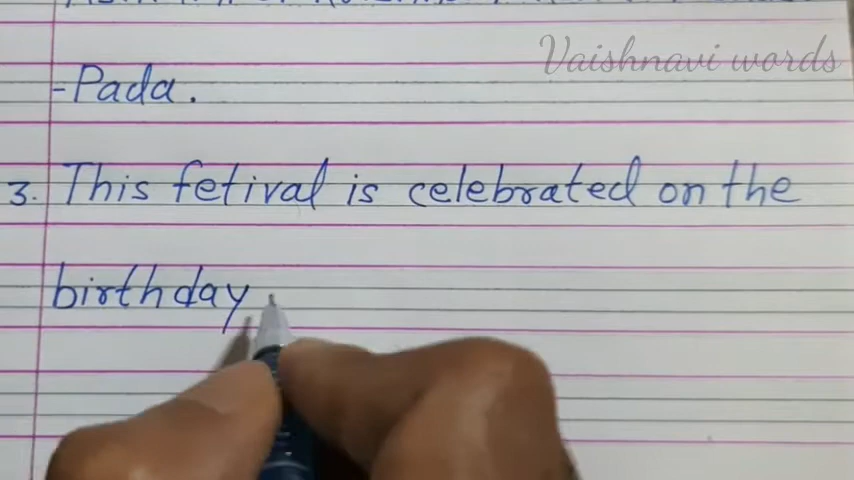 Vaishnavi words
-Pada.
3. This fetival is celebrated on the
birthday